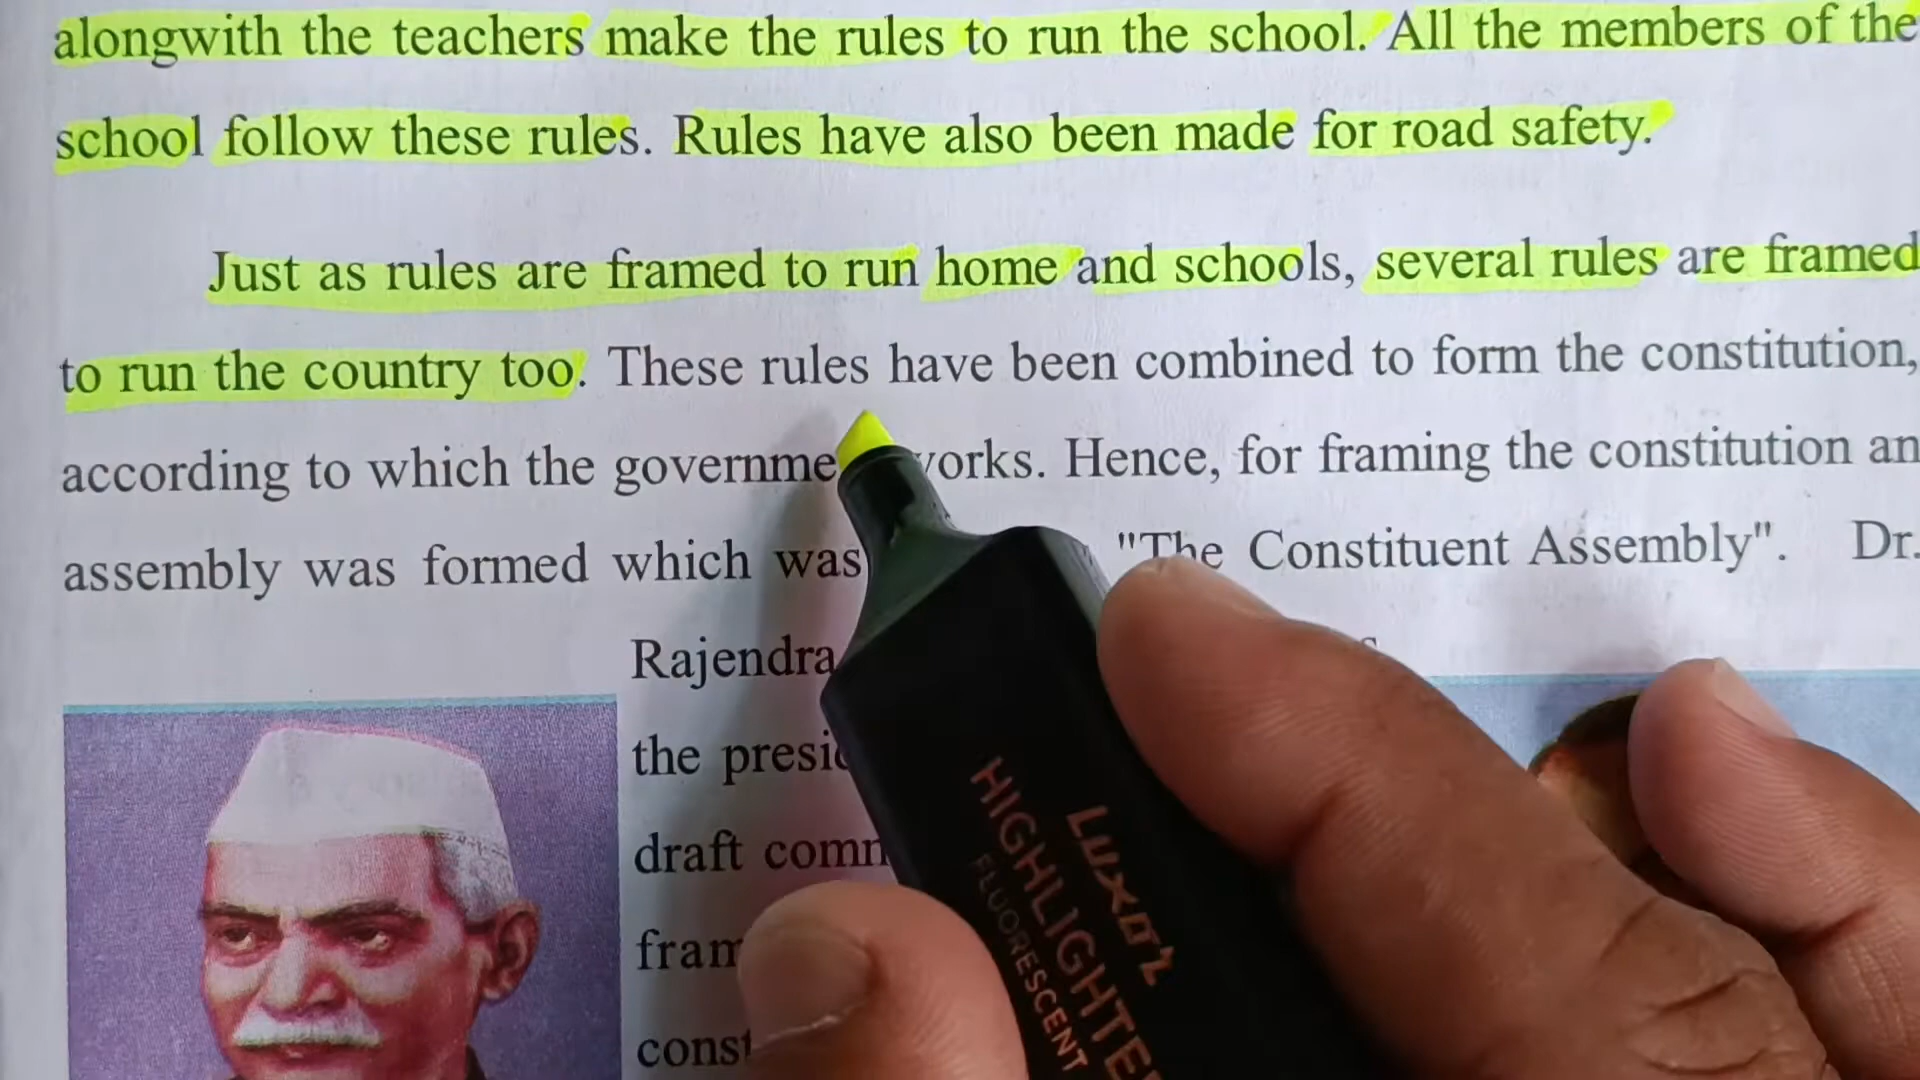 alongwith the teachers make the rules to run the school. All the members of the
school follow these rules. Rules have also been made for road safety.
Just as rules are framed to run home and schools, several rules are framed
to run the country too. These rules have been combined to form the constitution,
according to which the governme works. Hence, for framing the constitution an
assembly was formed which was "The Constituent Assembly". Dr.
Rajendra
the
draft
Luxor
HIGHLIGHTER
FLUORESCENT